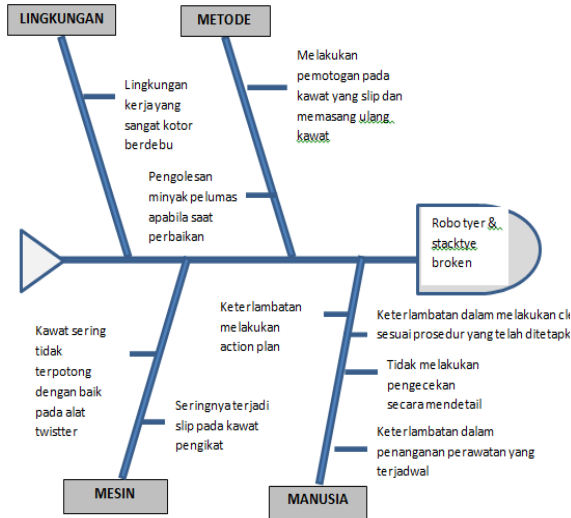 LINGKUNGAN
METODE
Lingkungan
kerja yang
sangat kotor
berdebu
Melakukan
pemotogan pada
kawat yang slip dan
memasang ulang
kawat
Pengolesan
minyak pelumas
apabila saat
perbaikan
Robo tyer &
stacktye
broken
Kawat sering
tidak
terpotong
dengan baik
pada alat
twistter
Seringnya terjadi
slip pada kawat
pengikat
Keterlambatan
melakukan
action plan
Keterlambatan dalam melakukan cle
sesuai prosedur yang telah ditetapk
Tidak melakukan
pengecekan
secara mendetail
Keterlambatan dalam
penanganan perawatan yang
terjadwal
MESIN
MANUSIA